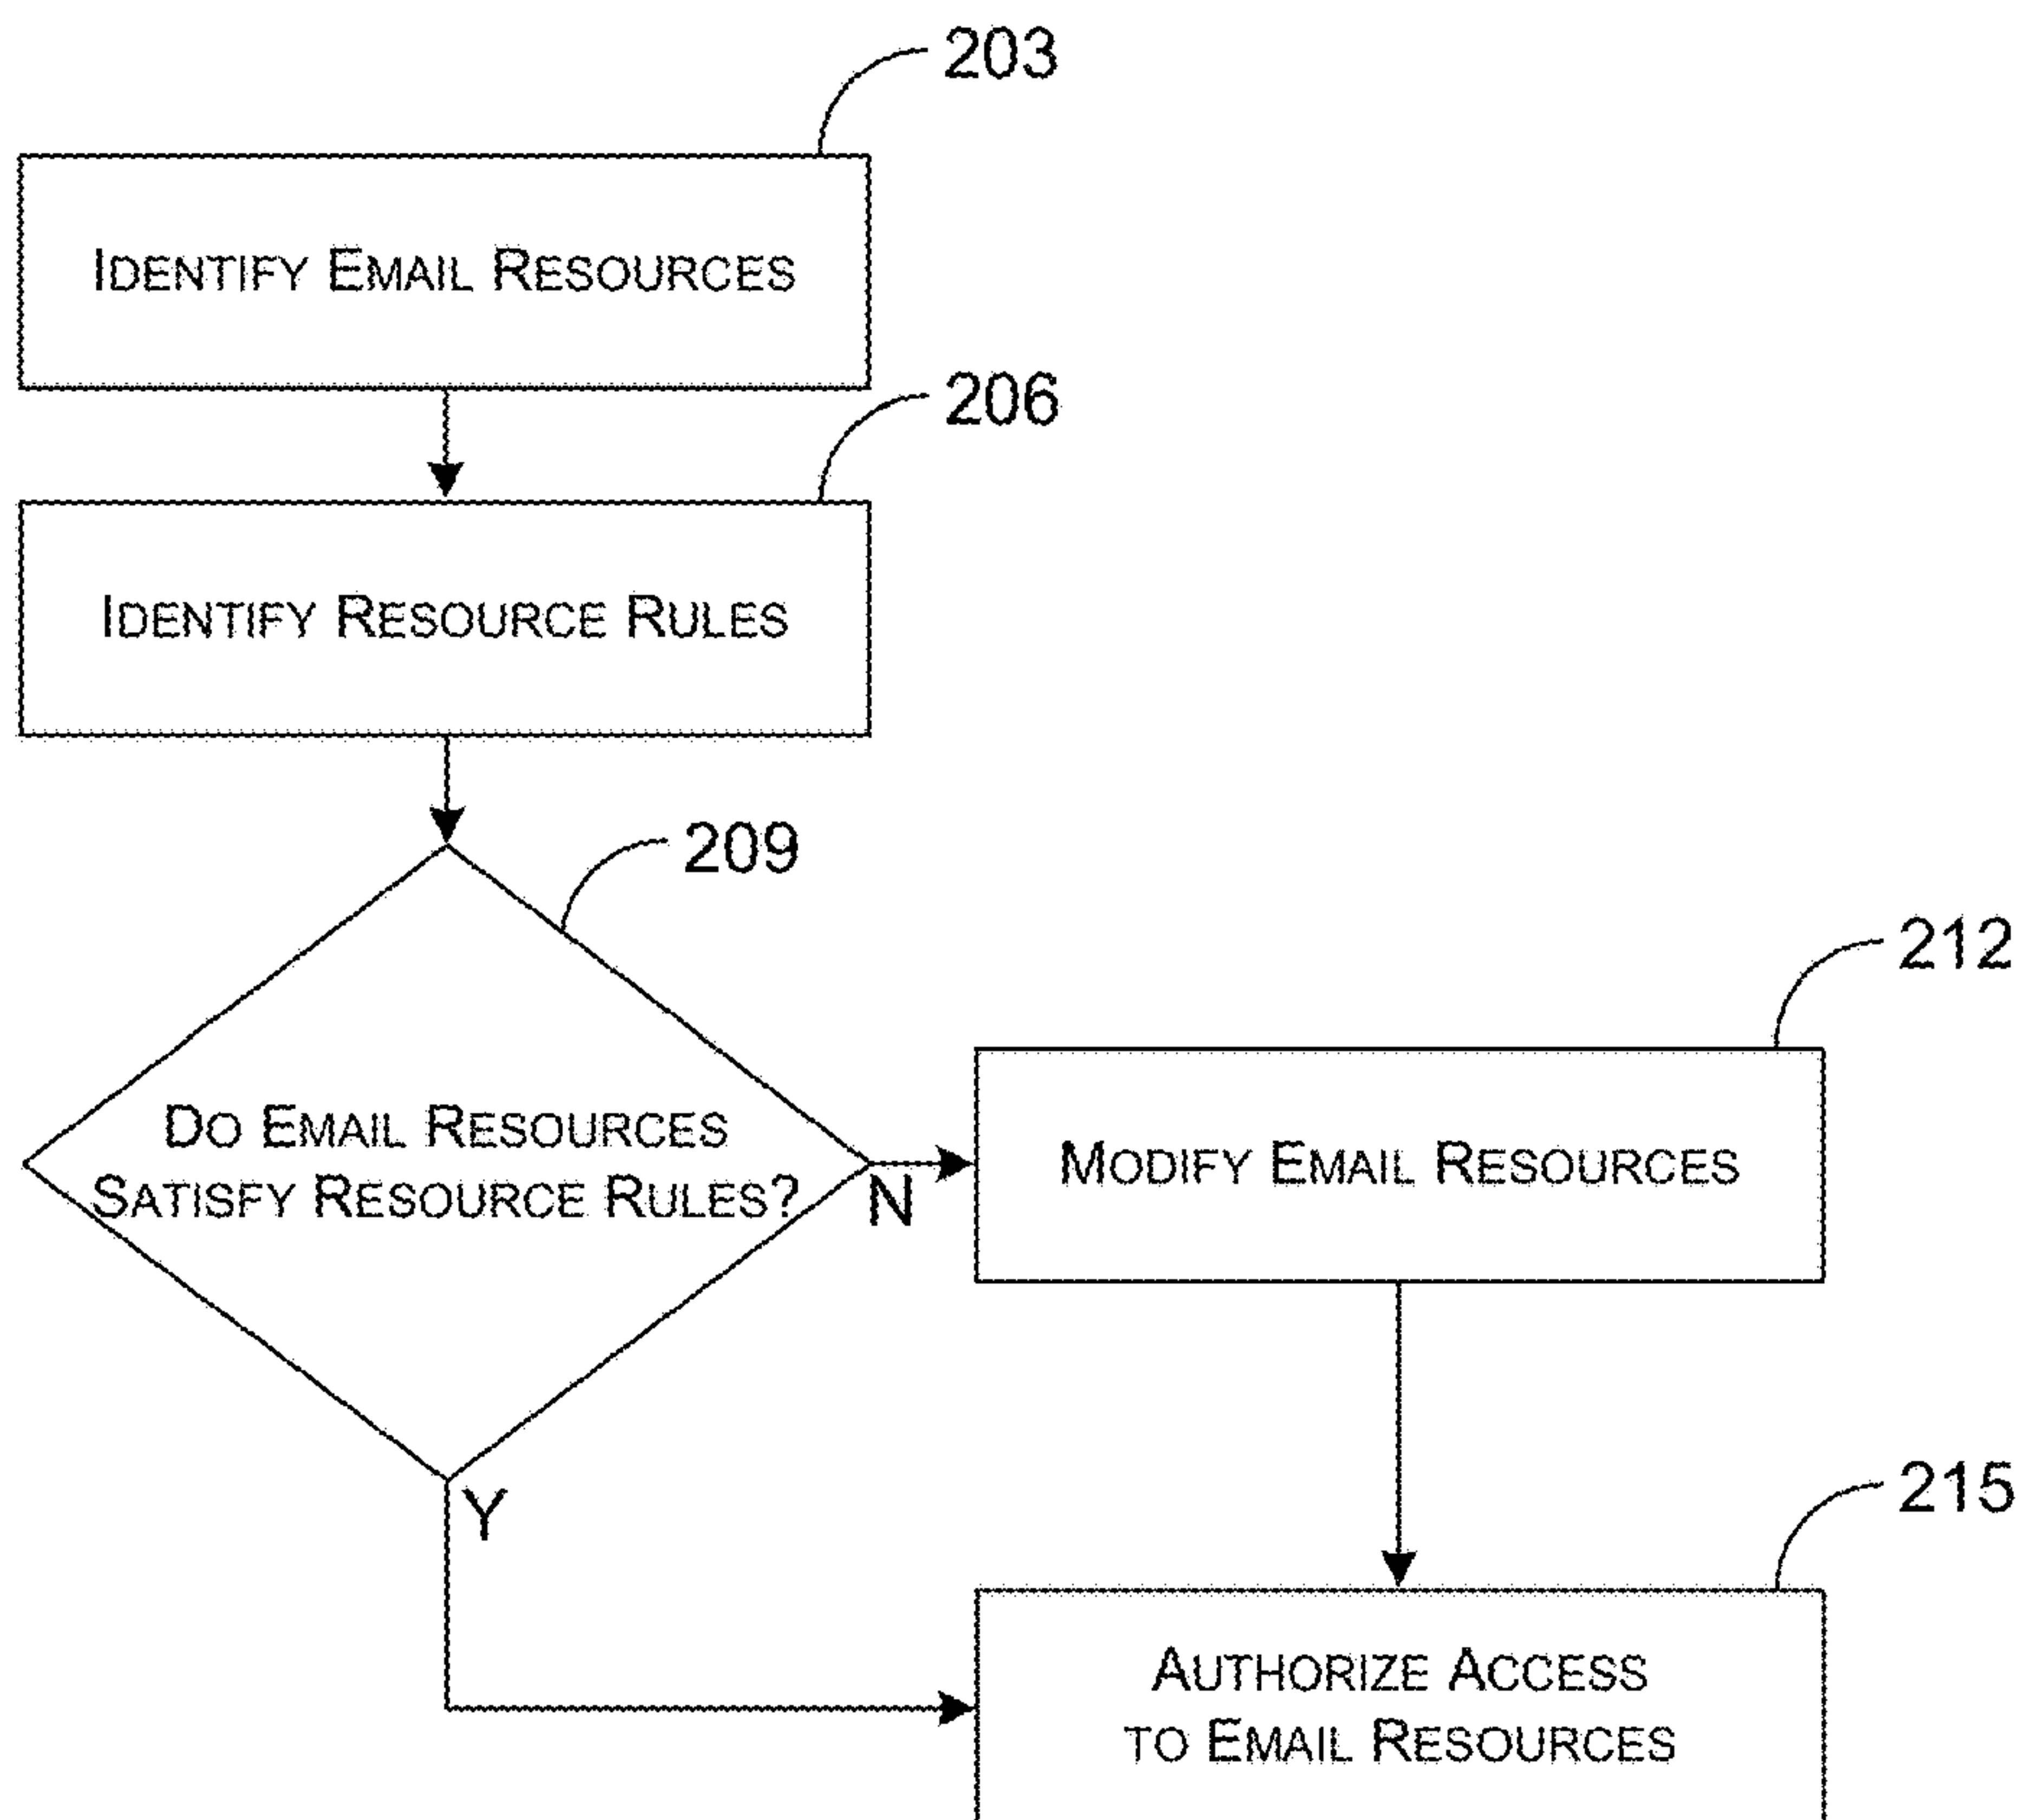 203
IDENTIFY EMAIL RESOURCES
206
IDENTIFY RESOURCE RULES
209
DO EMAIL RESOURCES
SATISFY RESOURCE RULES?
N
212
MODIFY EMAIL RESOURCES
Y
215
AUTHORIZE ACCESS
TO EMAIL RESOURCES